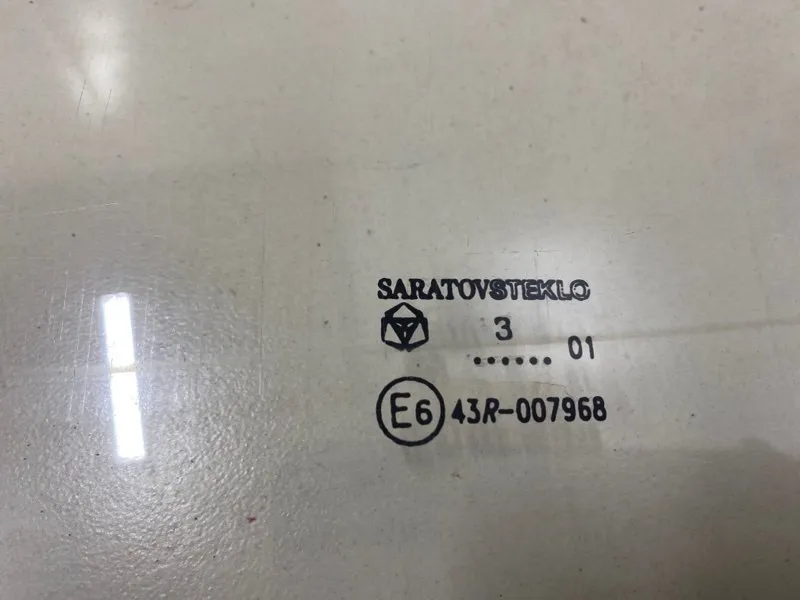 SARATOVSTEKLO
3
...... 01
E6 43R-007968